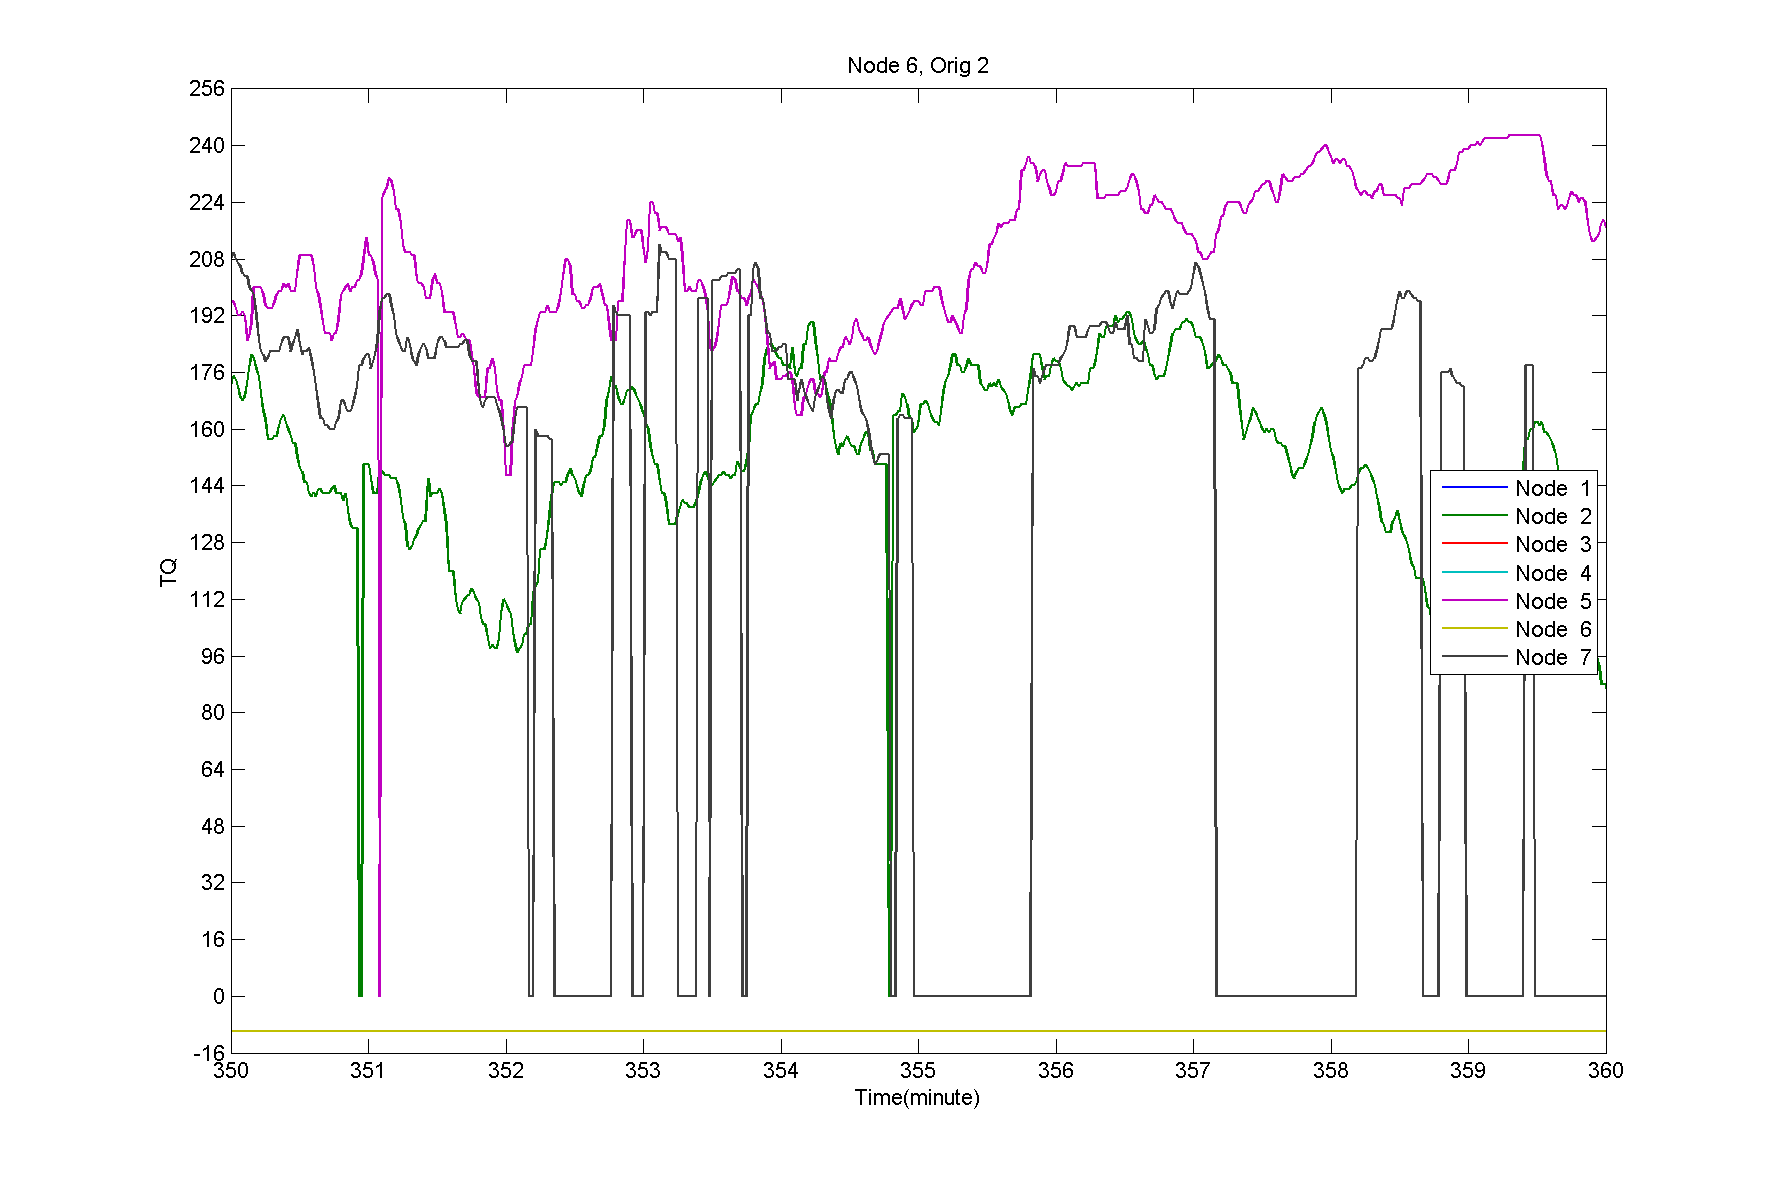 Node 6, Orig 2
256
240
224
208
192
176
160
144
128
112
96
80
64
48
32
16
0
-16
TQ
Node 1
Node 2
Node 3
Node 4
Node 5
Node 6
Node 7
350 351 352 353 354 355 356 357 358 359 360
Time(minute)